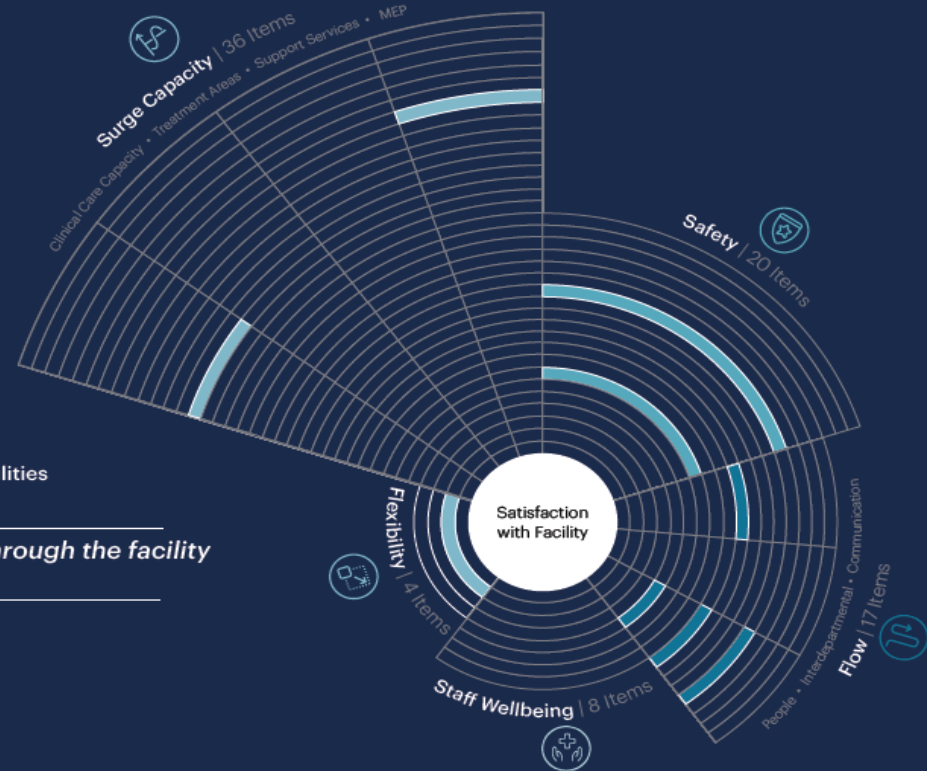 Surge Capacity | 36 Items
Clinical Care Capacity • Treatment Areas • Support Services • MEP
Safety | 20 Items
lities
rough the facility
Satisfaction
with Facility
Flexibility | 4 Items
People • Interdepartmental • Communication
Flow | 17 Items
Staff Wellbeing | 8 Items